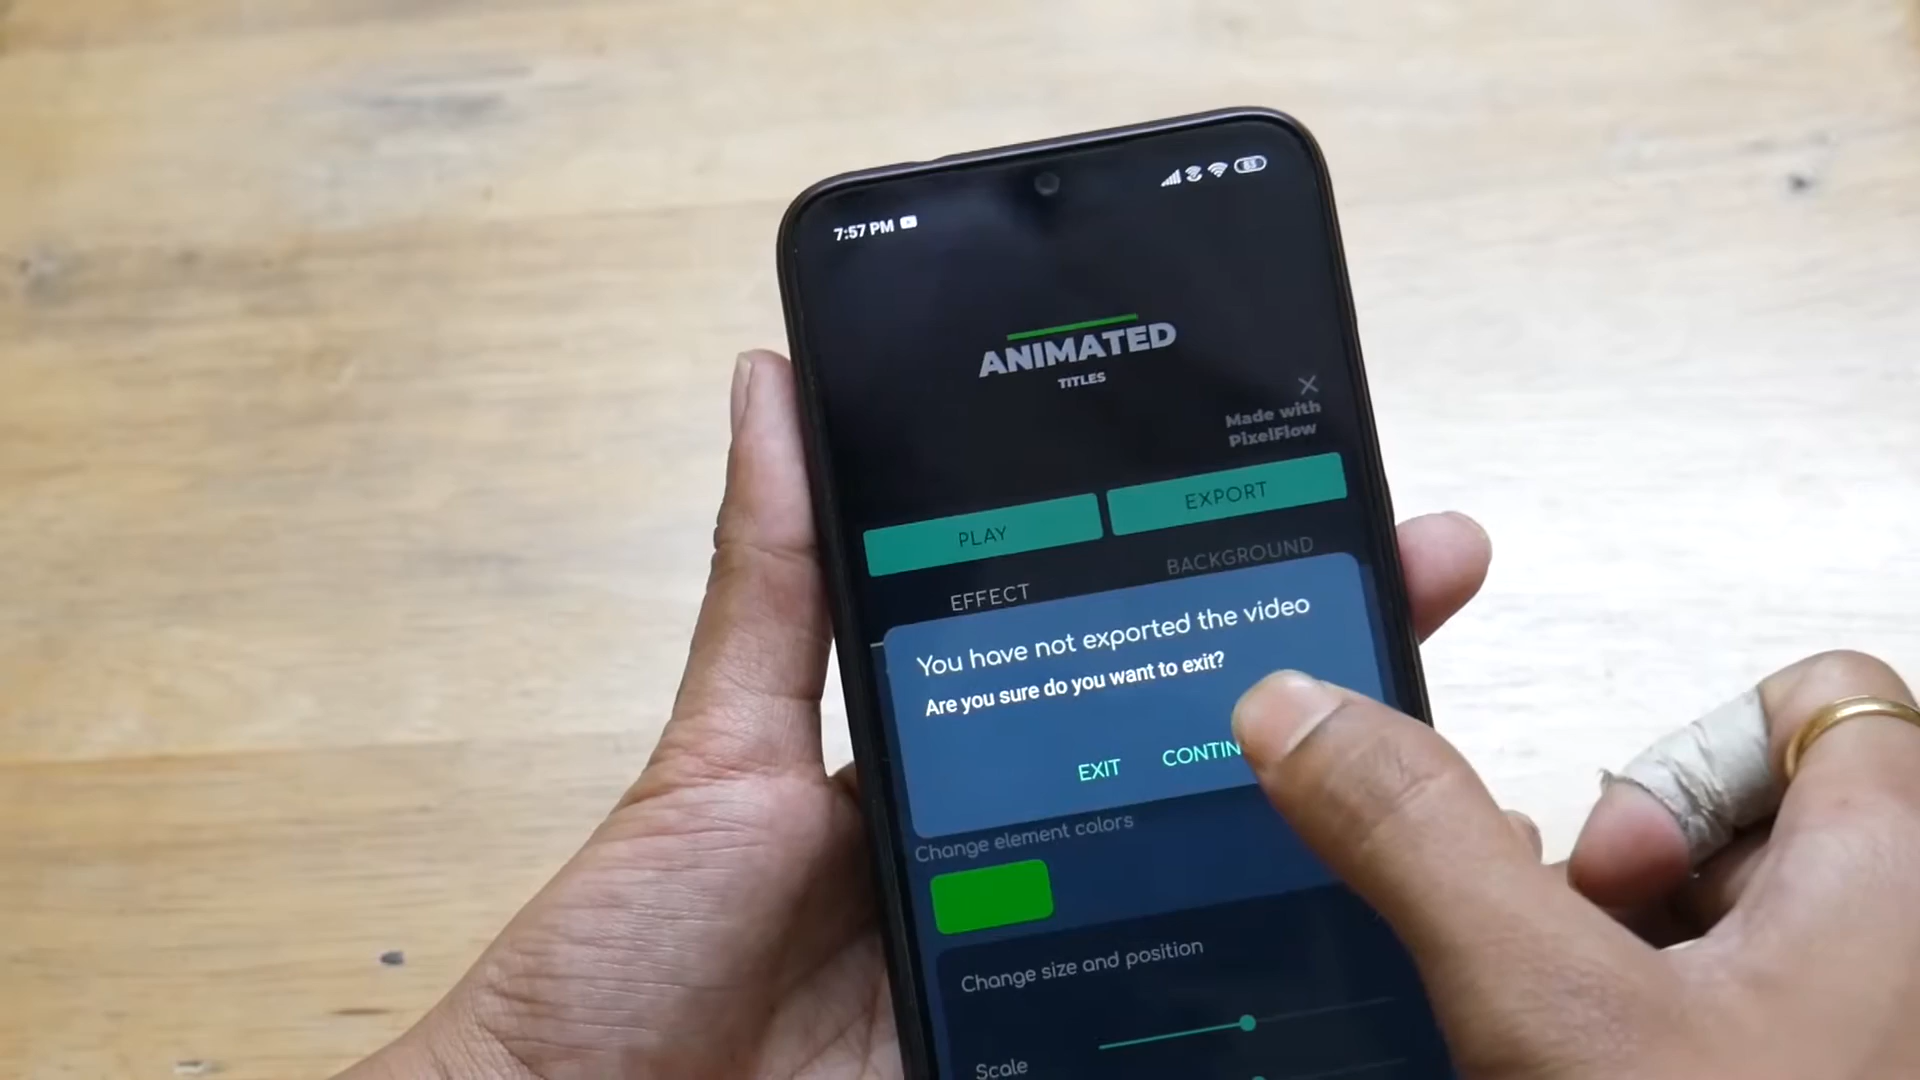 7:57 PM
83
ANIMATED
TITLES
Made with
PixelFlow
PLAY
EXPORT
EFFECT
BACKGROUND
You have not exported the video
Are you sure do you want to exit?
EXIT
CONTIN
Change element colors
Change size and position
Scale